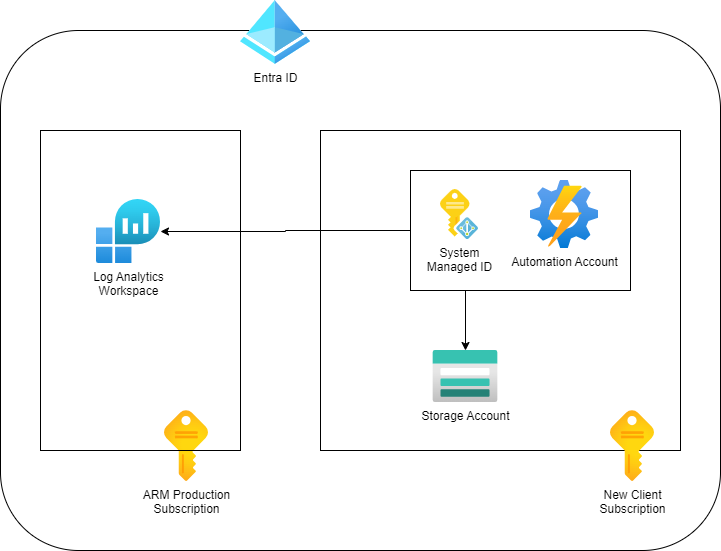 Entra ID
Log Analytics
Workspace
System
Managed ID
Automation Account
Storage Account
ARM Production
Subscription
New Client
Subscription